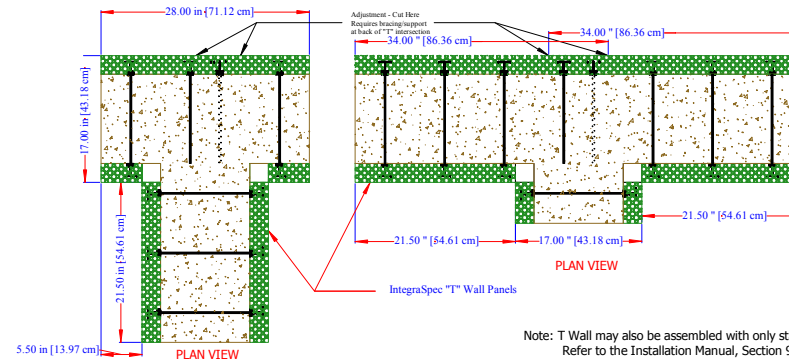 28.00 in [71.12 cm]
Adjustment - Cut Here
Requires bracing/support
at back of "T" intersection
34.00 " [86.36 cm]
34.00 " [86.36 cm]
17.00 in [43.18 cm]
21.50 in [54.61 cm]
5.50 in [13.97 cm]
PLAN VIEW
21.50 " [54.61 cm]
17.00 " [43.18 cm]
21.50 " [54.61 cm]
PLAN VIEW
IntegraSpec "T" Wall Panels
Note: T Wall may also be assembled with only st
Refer to the Installation Manual, Section 9